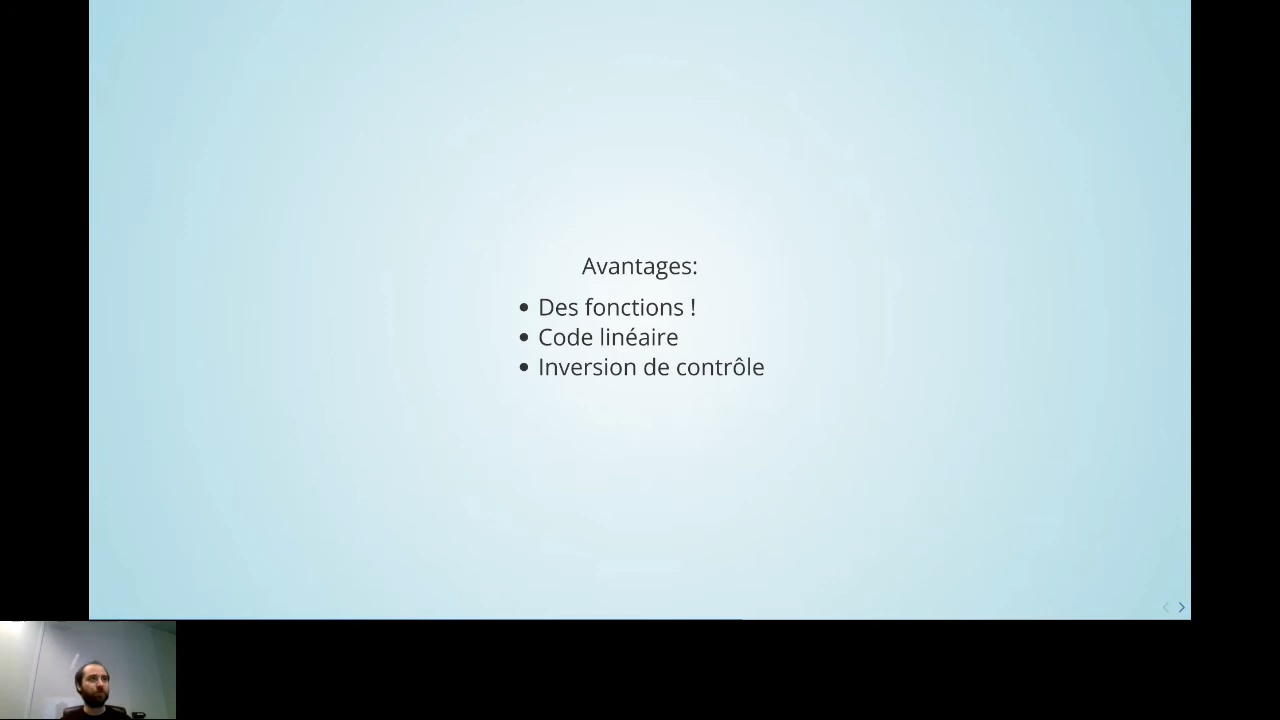 Avantages:
Des fonctions !
Code linéaire
Inversion de contrôle